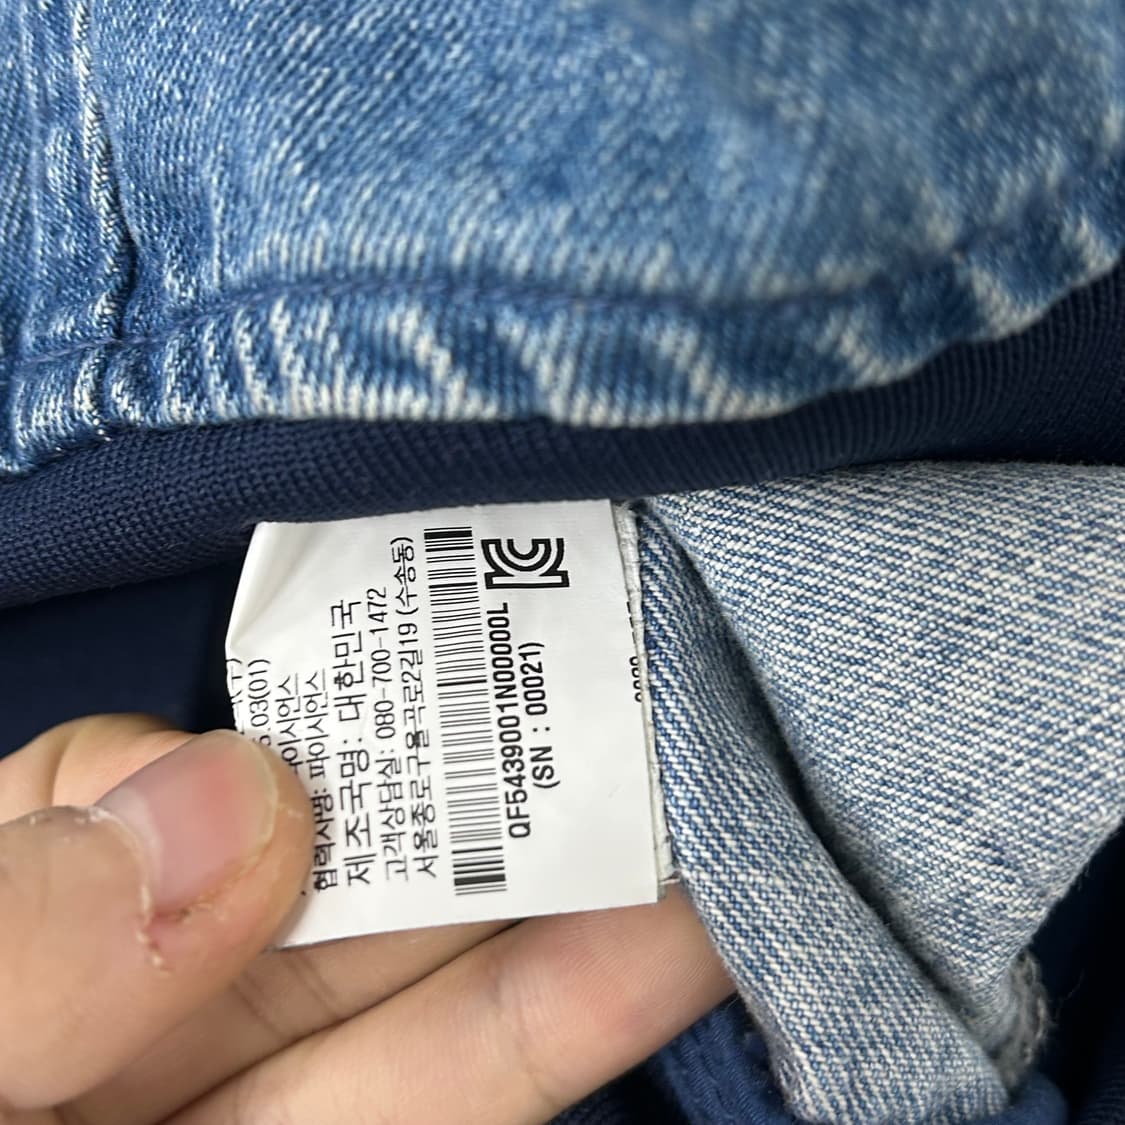 .03(01)
파이시언스
협력사명: 파이시언스
제조국명: 대한민국
고객상담실: 080-700-1472
서울종로구율곡로2길19 (수송동)
QF5439001N00000L
(SN : 00021)